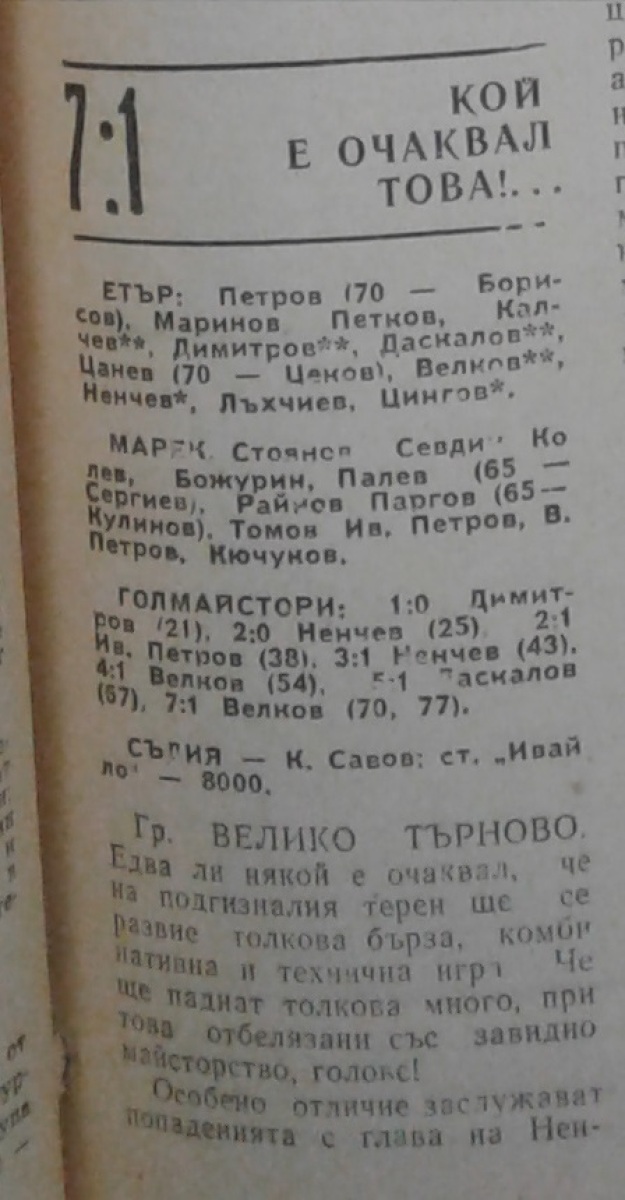 7:1
КОЙ
Е ОЧАКВАЛ
ТОВА!...
ЕТЪР: Петров (70 — Бори-
сов), Маринов Петков, Кал-
чев**, Димитров**, Даскалов**,
Цанев (70 — Цеков), Велков**,
Ненчев*, Лъхчиев, Цингов*.
МАРЕК. Стоянов Севди Ко
лев, Божурин, Палев (65 —
Сергиев), Райнов Паргов (65—
Кулинов), Томов Ив. Петров, В.
Петров, Кючуков.
ГОЛМАЙСТОРИ: 1:0 Димит-
ров (21), 2:0 Ненчев (25) 2:1
Ив. Петров (38), 3:1 Ненчев (43),
4:1 Велков (54), 5:1 Даскалов
(67), 7:1 Велков (70, 77).
СЪДИЯ — К. Савов; ст. „Ивай
ло" — 8000.
Гр. ВЕЛИКО ТЪРНОВО.
Едва ли някой е очаквал, че
на подгизналия терен ще се
развие толкова бърза, комби
нативна и технична игра Че
ще паднат толкова много, при
това отбелязани със завидно
майсторство, голове!
Особено отличие заслужават
попаденията с глава на Нен-